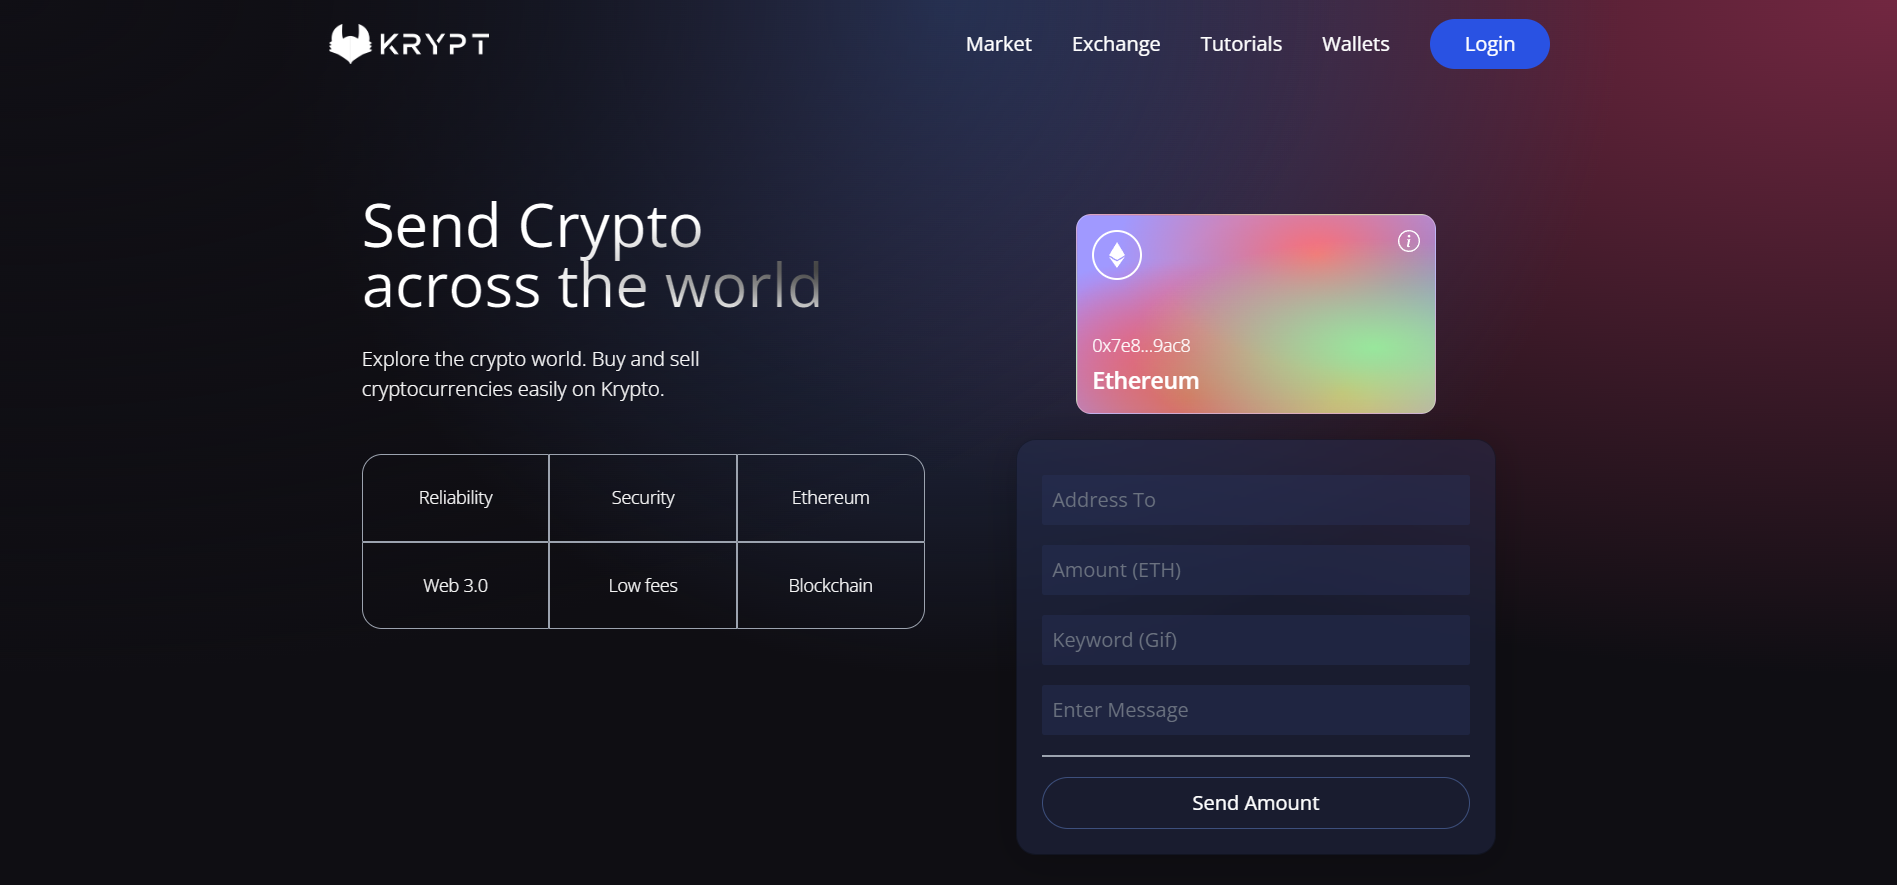 KRYPT
Market
Exchange
Tutorials
Wallets
Login
Send Crypto
across the world
Explore the crypto world. Buy and sell
cryptocurrencies easily on Krypto.
Reliability
Security
Ethereum
Web 3.0
Low fees
Blockchain
i
0x7e8...9ac8
Ethereum
Address To
Amount (ETH)
Keyword (Gif)
Enter Message
Send Amount